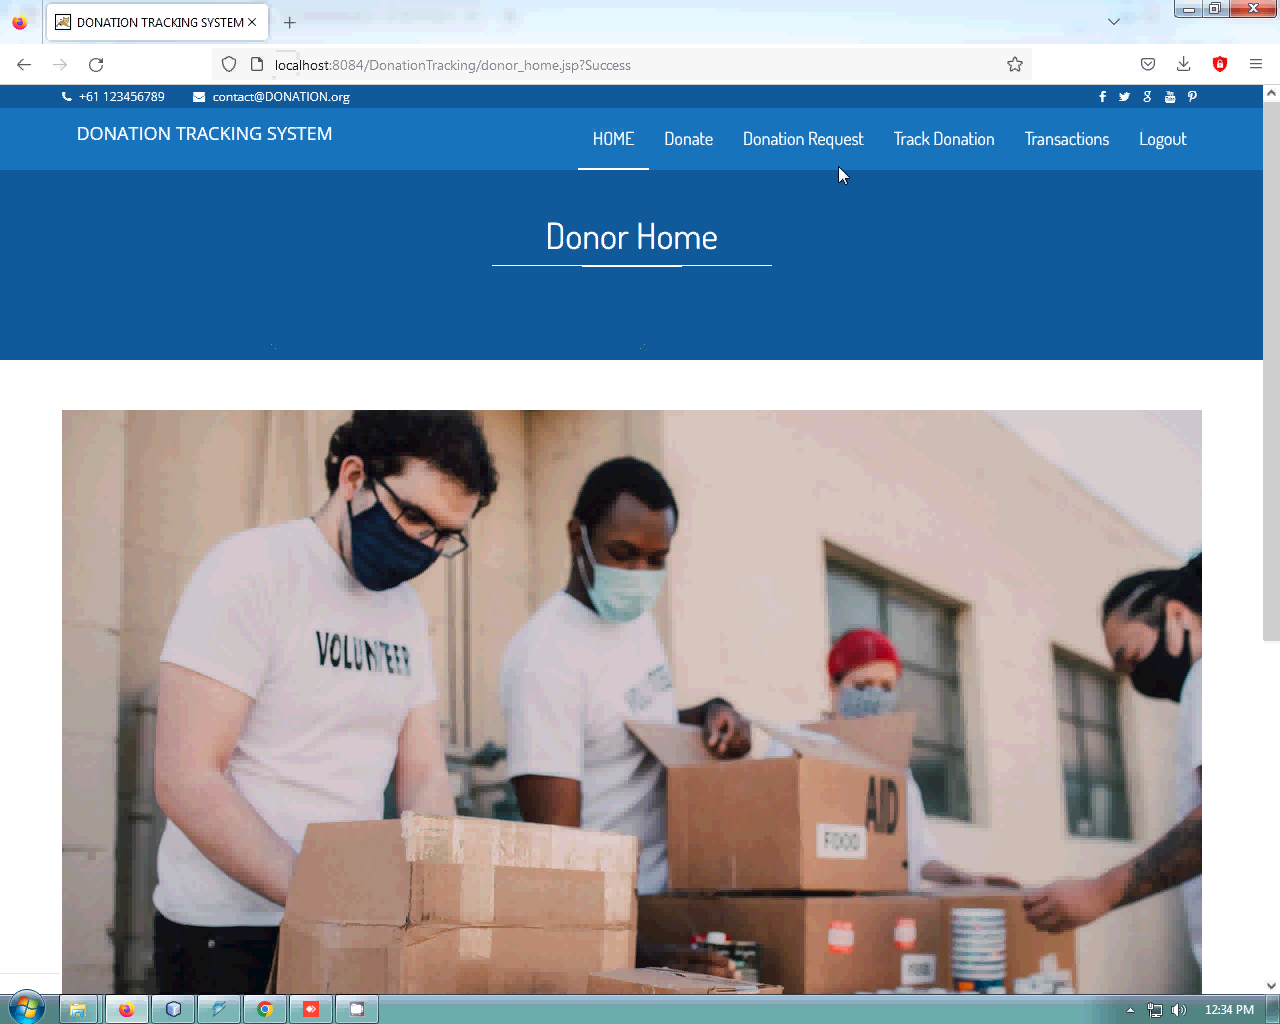 DONATION TRACKING SYSTEM
localhost:8084/DonationTracking/donor_home.jsp?Success
+61 123456789 contact@DONATION.org
DONATION TRACKING SYSTEM
HOME Donate Donation Request Track Donation Transactions Logout
Donor Home
VOLUNTEER
AID
FOOD
12:34 PM